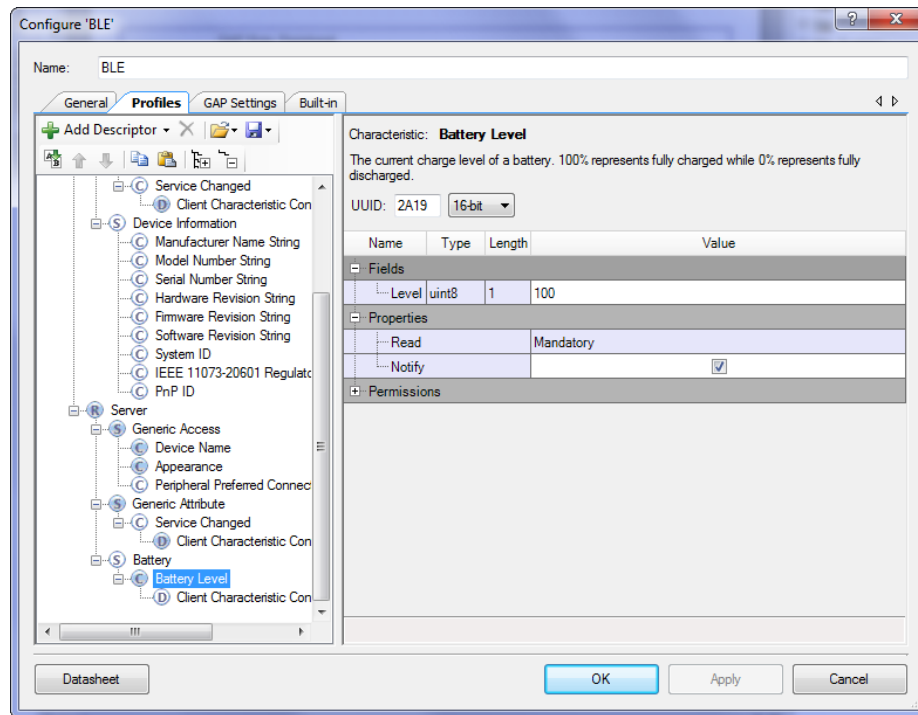 Configure 'BLE'
Name: BLE
General Profiles GAP Settings Built-in
Add Descriptor
Service Changed
Client Characteristic Con
Device Information
Manufacturer Name String
Model Number String
Serial Number String
Hardware Revision String
Firmware Revision String
Software Revision String
System ID
IEEE 11073-20601 Regulatc
PnP ID
Server
Generic Access
Device Name
Appearance
Peripheral Preferred Connec
Generic Attribute
Service Changed
Client Characteristic Con
Battery
Battery Level
Client Characteristic Con
Characteristic: Battery Level
The current charge level of a battery. 100% represents fully charged while 0% represents fully
discharged.
UUID: 2A19 16-bit
Name Type Length Value
Fields
Level uint8 1 100
Properties
Read Mandatory
Notify
Permissions
Datasheet OK Apply Cancel